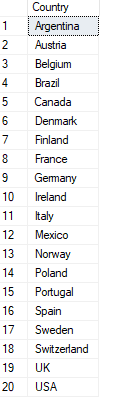 Country
1 Argentina
2 Austria
3 Belgium
4 Brazil
5 Canada
6 Denmark
7 Finland
8 France
9 Germany
10 Ireland
11 Italy
12 Mexico
13 Norway
14 Poland
15 Portugal
16 Spain
17 Sweden
18 Switzerland
19 UK
20 USA